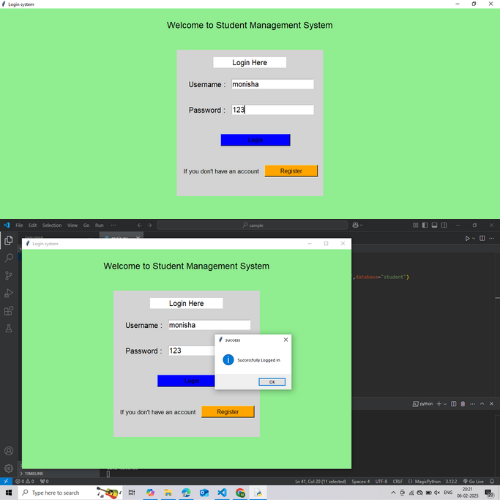 Login system
Welcome to Student Management System
Login Here
Username : monisha
Password : 123
Login
If you don't have an account Register
File Edit Selection View Go Run ...
sample
Login system
,database="student")
Welcome to Student Management System
Login Here
Username : monisha
Password : 123
SUCCESS
Successfully Logged In.
OK
If you don't have an account Register
python
TIMELINE
Ln 47, Col 20 (11 selected) Spaces: 4 UTF-8 CRLF MagicPython 3.13.2 Go Live
Type here to search
ENG
20:21
06-02-2025